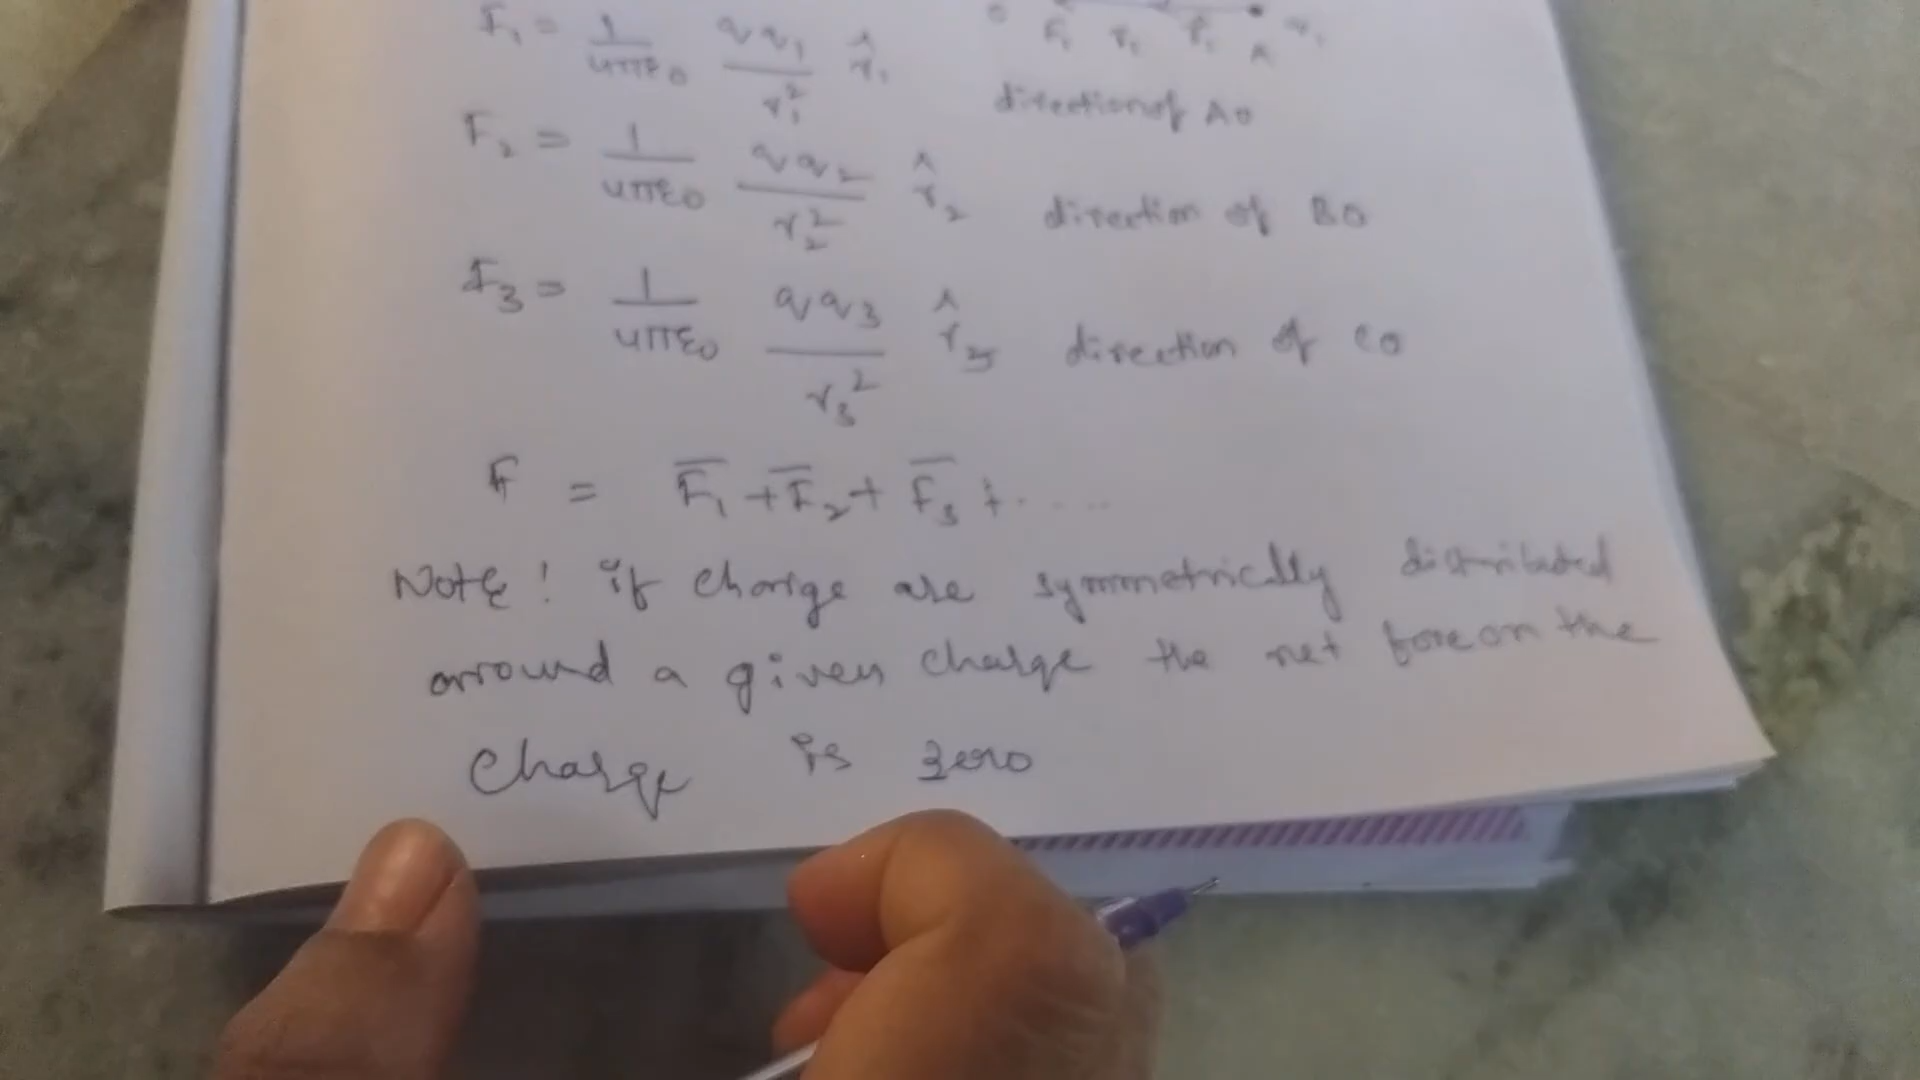 F₁ = 1/4πε₀ qq₁/r₁² r̂₁
direction of AO
F₂ = 1/4πε₀ qq₂/r₂² r̂₂ direction of BO
F₃ = 1/4πε₀ qq₃/r₃² r̂₃ direction of CO
F = F̅₁ + F̅₂ + F̅₃ + .....
Note! if charge are symmetrically distributed
arround a given charge the net force on the
charge is zero